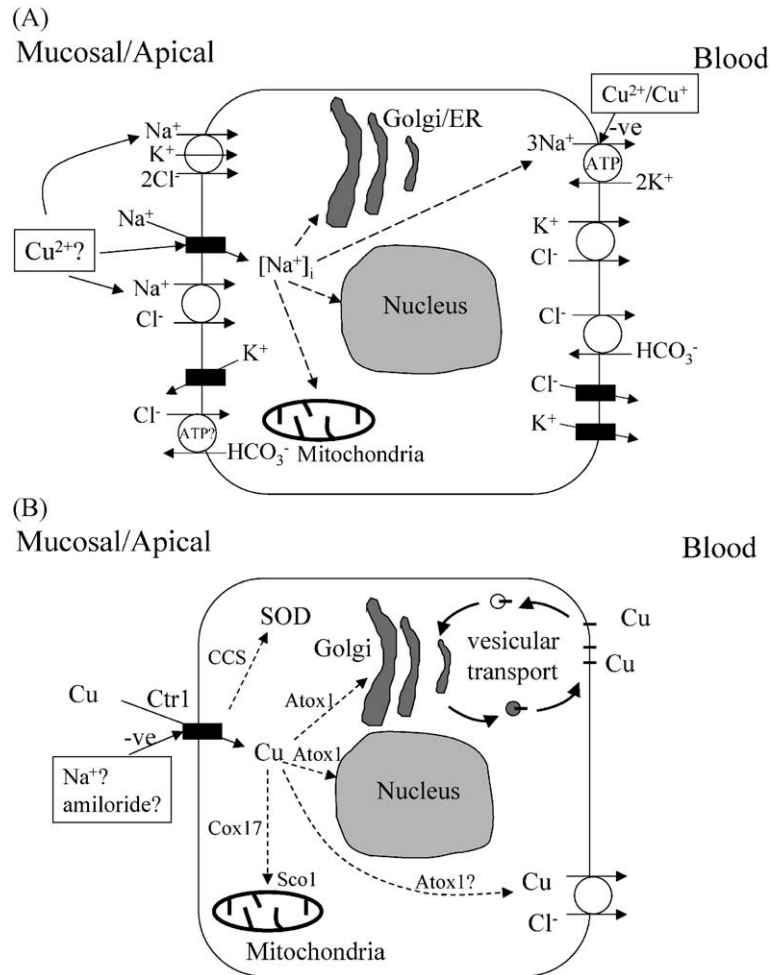 (A)
Mucosal/Apical
Blood
Cu²⁺/Cu⁺
-ve
Golgi/ER
Na⁺
K⁺
2Cl⁻
3Na⁺
ATP
2K⁺
Na⁺
Cu²⁺?
[Na⁺]ᵢ
K⁺
Cl⁻
Na⁺
Cl⁻
Nucleus
Cl⁻
HCO₃⁻
K⁺
Cl⁻
Cl⁻
K⁺
ATP?
HCO₃⁻
Mitochondria
(B)
Mucosal/Apical
Blood
SOD
Golgi
CCS
vesicular
transport
Cu
Cu
Cu
Ctr1
Atox1
-ve
Cu
Atox1
Na⁺?
amiloride?
Nucleus
Cox17
Sco1
Atox1?
Cu
Cl⁻
Mitochondria